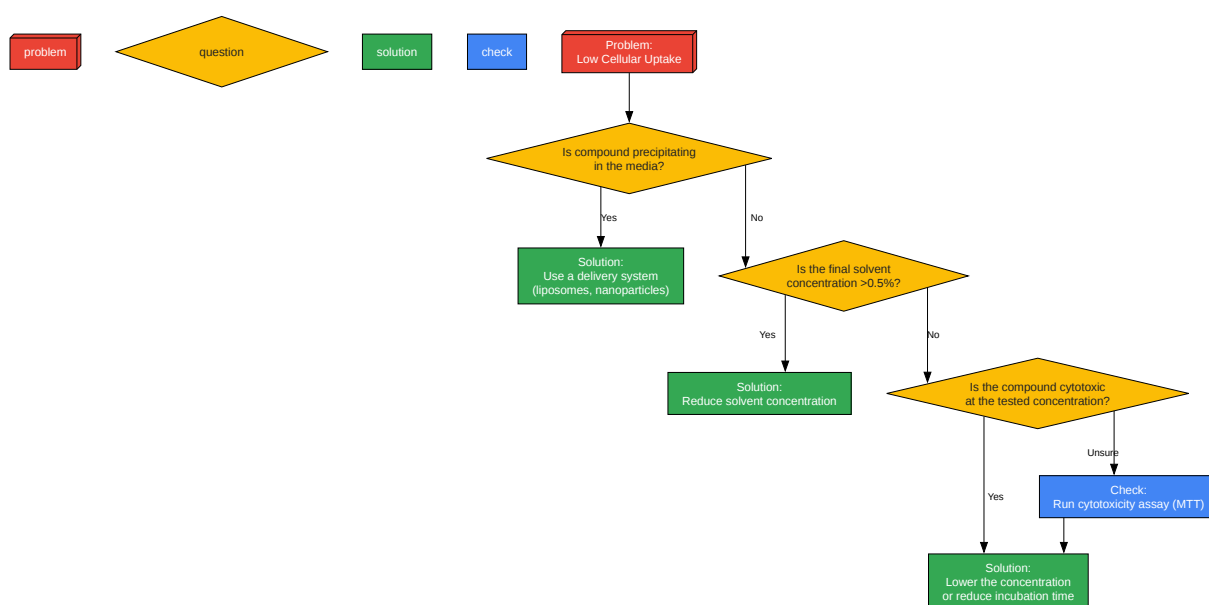 problem
question
solution
check
Problem:
Low Cellular Uptake
Is compound precipitating
in the media?
Yes
No
Solution:
Use a delivery system
(liposomes, nanoparticles)
Is the final solvent
concentration >0.5%?
Yes
No
Solution:
Reduce solvent concentration
Is the compound cytotoxic
at the tested concentration?
Unsure
Yes
Check:
Run cytotoxicity assay (MTT)
Solution:
Lower the concentration
or reduce incubation time